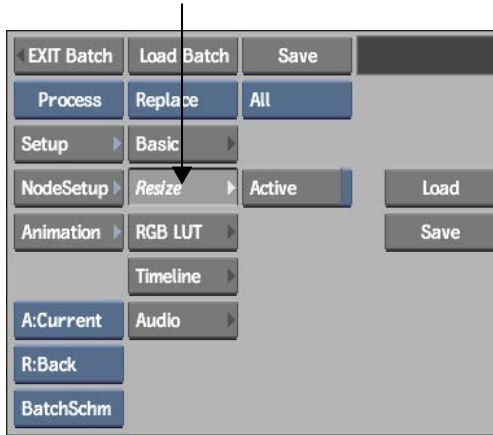 EXIT Batch Load Batch Save
Process Replace All
Setup Basic
NodeSetup Resize Active Load
Animation RGB LUT Save
Timeline
A:Current Audio
R:Back
BatchSchm